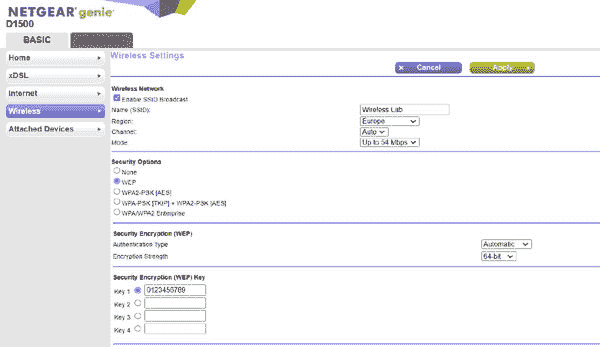 NETGEAR genie
D1500
BASIC
Home
xDSL
Internet
Wireless
Attached Devices
Wireless Settings
Cancel
Apply
Wireless Network
Enable SSID Broadcast
Name (SSID): Wireless Lab
Region: Europe
Channel: Auto
Mode: Up to 54 Mbps
Security Options
None
WEP
WPA2-PSK [AES]
WPA-PSK [TKIP] + WPA2-PSK [AES]
WPA/WPA2 Enterprise
Security Encryption (WEP)
Authentication Type Automatic
Encryption Strength 64-bit
Security Encryption (WEP) Key
Key 1 0123456789
Key 2
Key 3
Key 4